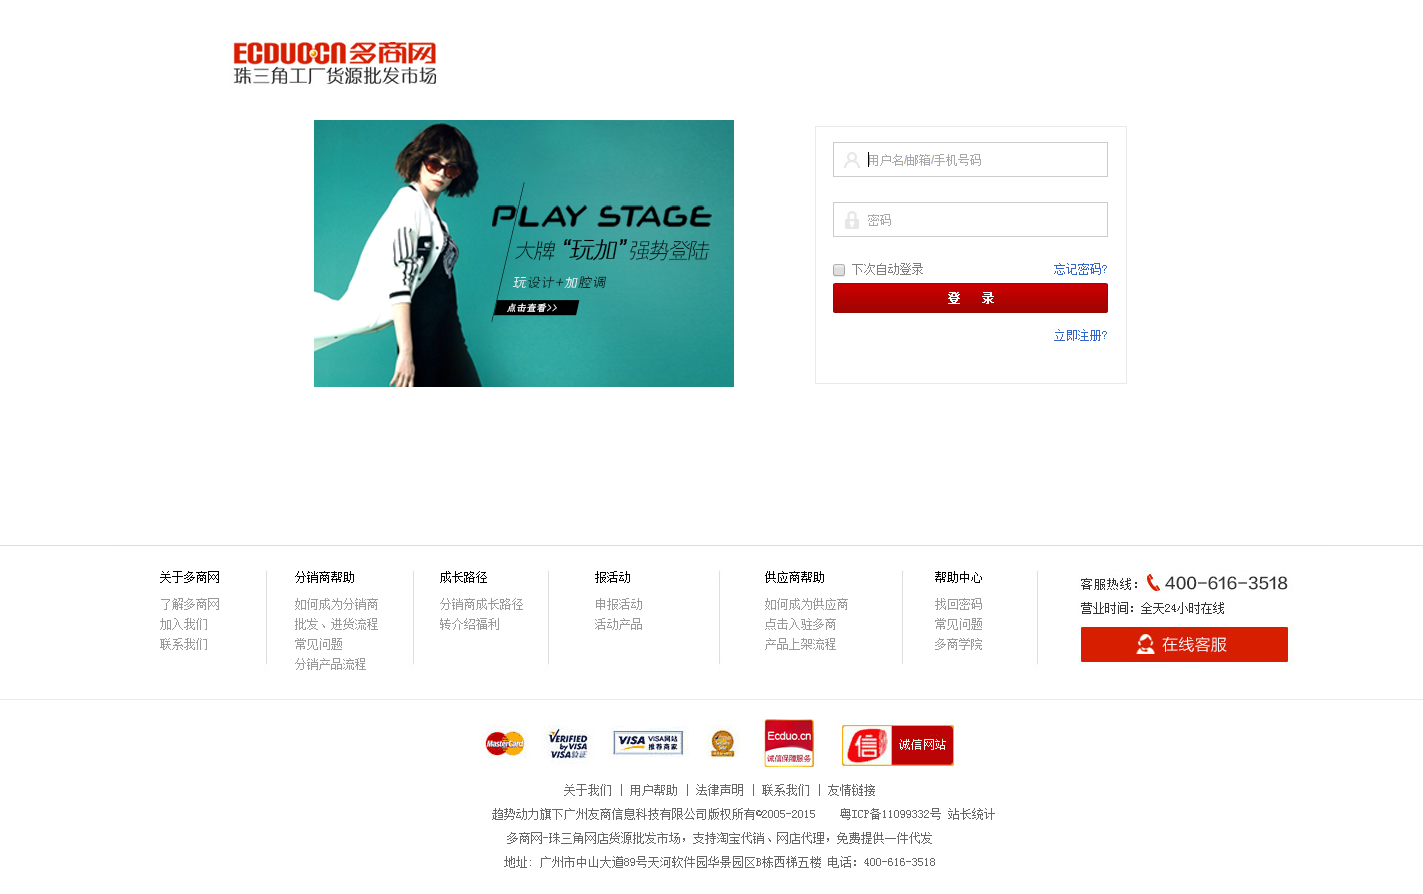 ECDUO.CN多商网
珠三角工厂货源批发市场
PLAY STAGE
大牌“玩加”强势登陆
玩设计+加腔调
点击查看>>
用户名/邮箱/手机号码
密码
下次自动登录 忘记密码?
登 录
立即注册?
关于多商网
了解多商网
加入我们
联系我们
分销商帮助
如何成为分销商
批发、进货流程
常见问题
分销产品流程
成长路径
分销商成长路径
转介绍福利
报活动
申报活动
活动产品
供应商帮助
如何成为供应商
点击入驻多商
产品上架流程
帮助中心
找回密码
常见问题
多商学院
客服热线： 400-616-3518
营业时间：全天24小时在线
在线客服
MasterCard
VERIFIED by VISA VISA验证
VISA VISA网站 推荐商家
Ecduo.cn
诚信保障服务
信 诚信网站
关于我们 | 用户帮助 | 法律声明 | 联系我们 | 友情链接
趋势动力旗下广州友商信息科技有限公司版权所有©2005-2015 粤ICP备11099332号 站长统计
多商网-珠三角网店货源批发市场，支持淘宝代销、网店代理，免费提供一件代发
地址：广州市中山大道89号天河软件园华景园区B栋西梯五楼 电话：400-616-3518